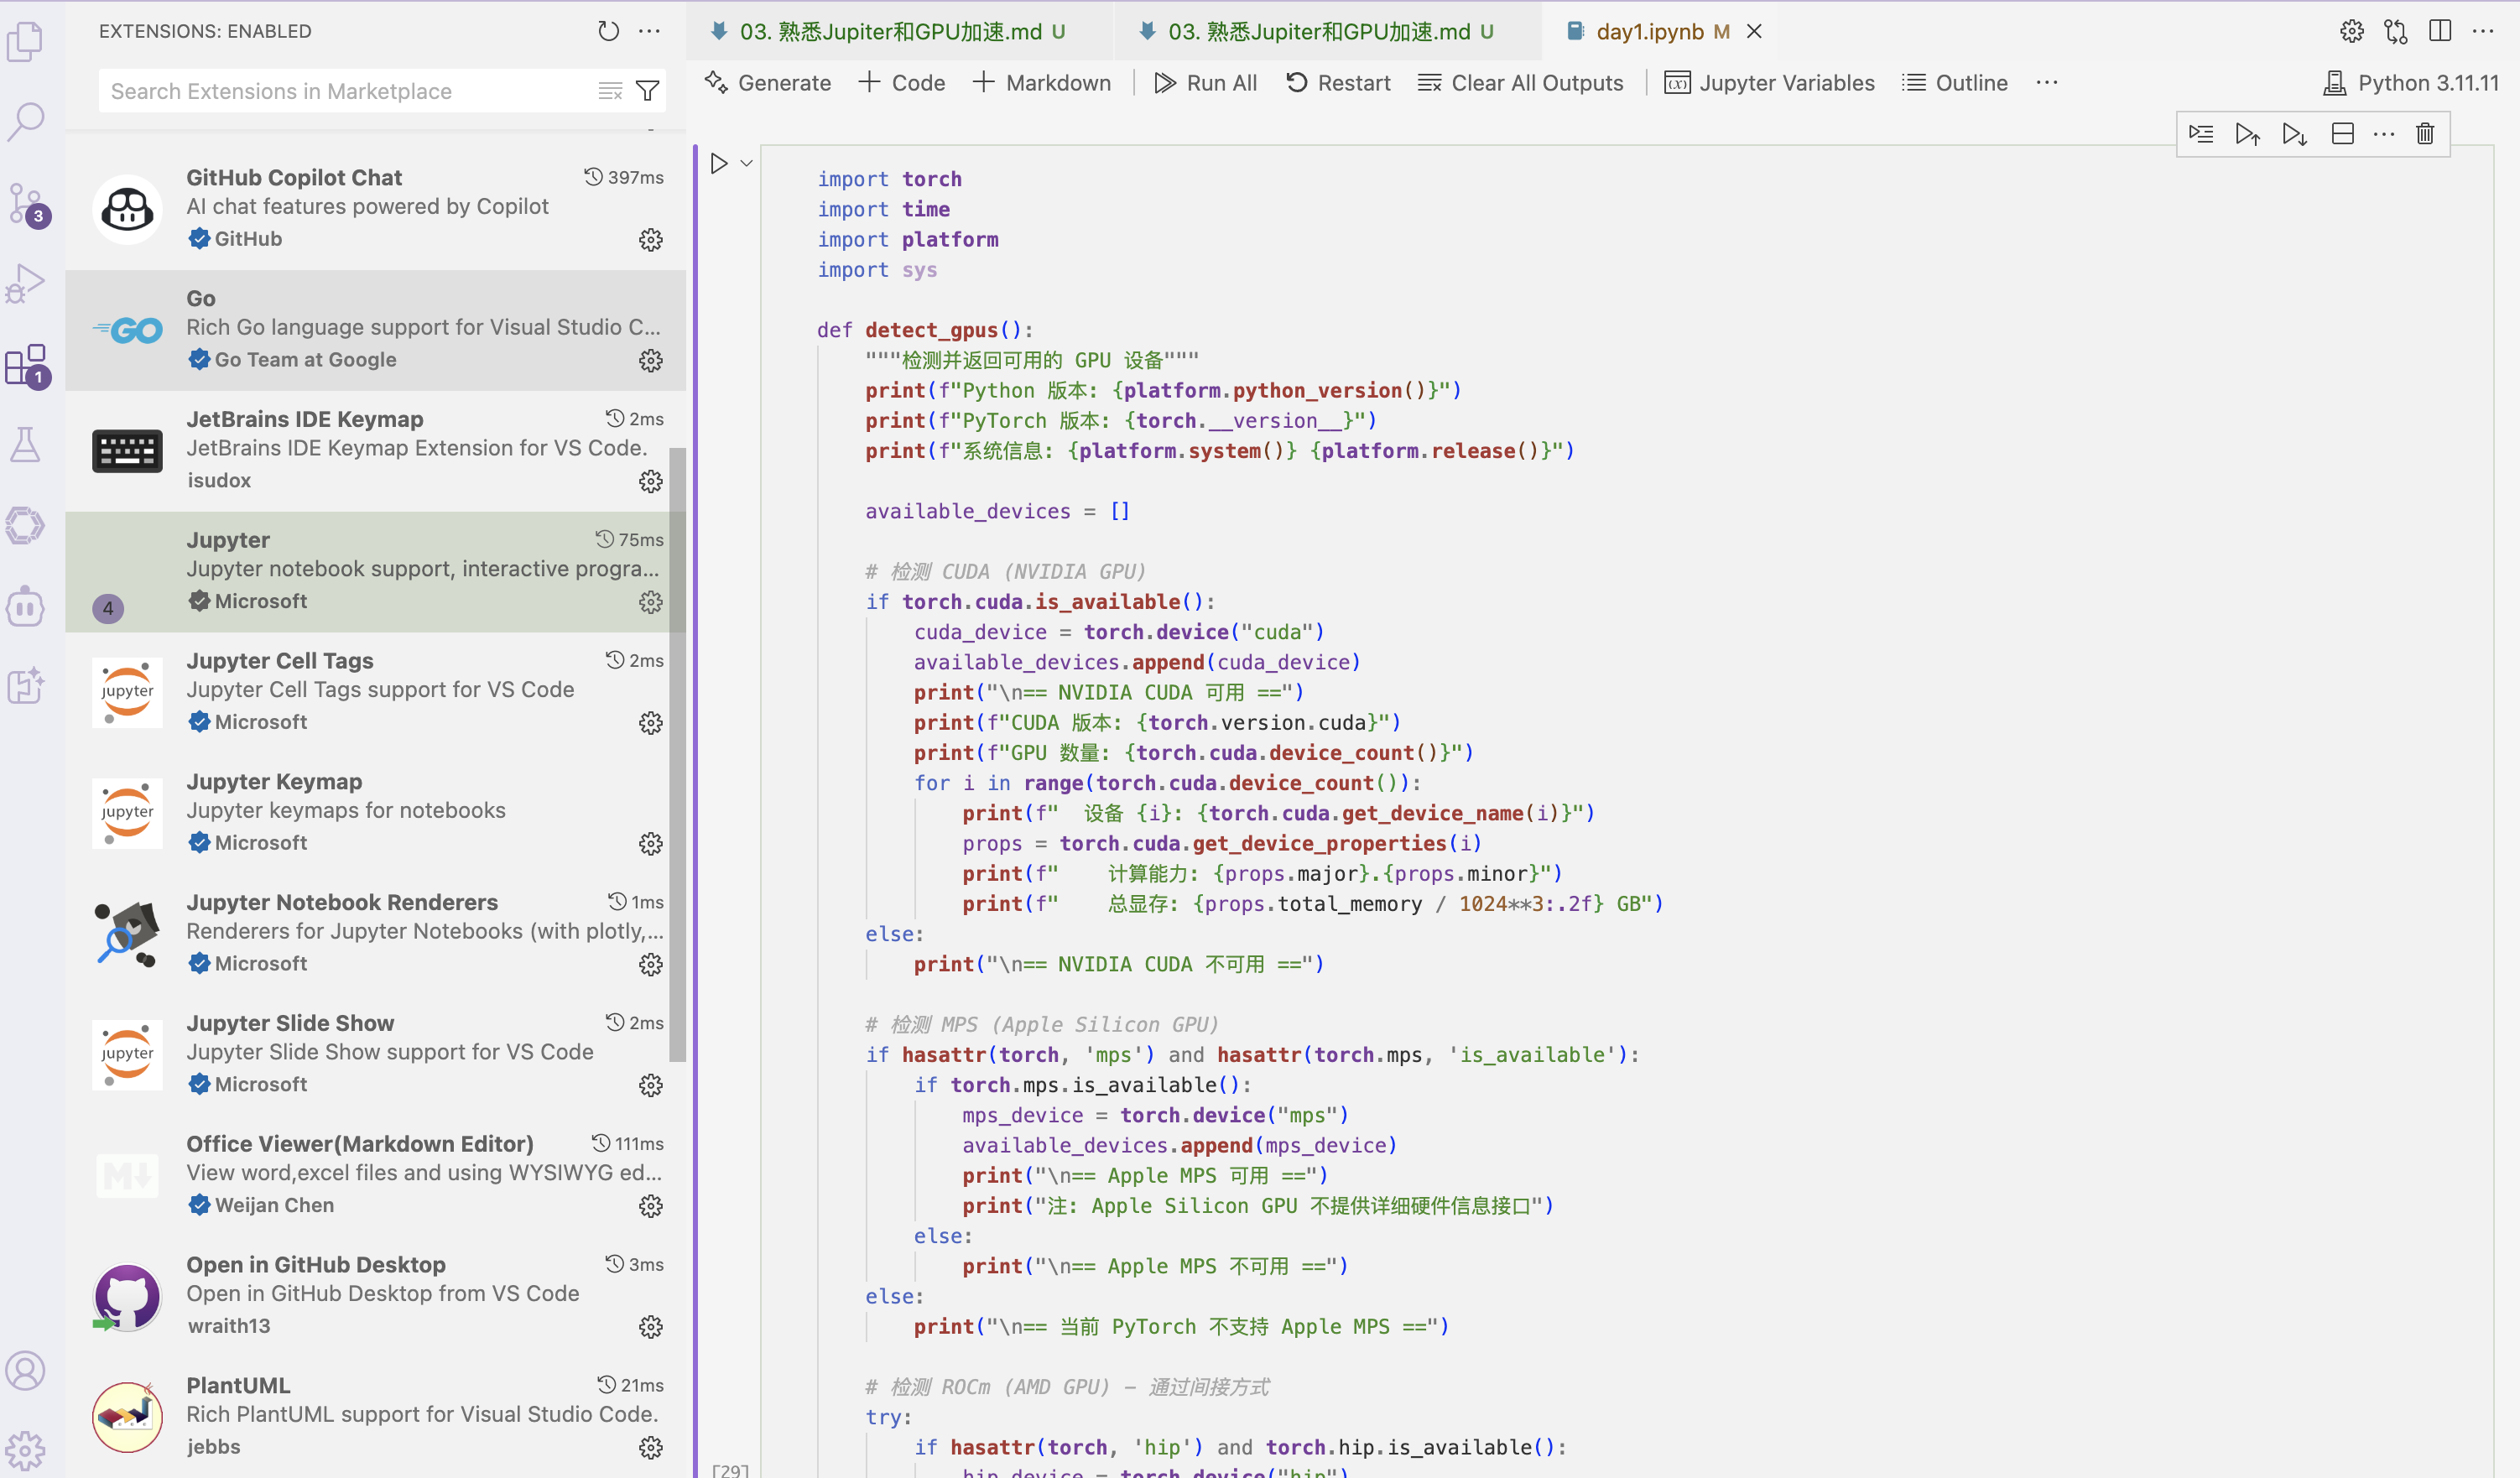 EXTENSIONS: ENABLED
Search Extensions in Marketplace
GitHub Copilot Chat
397ms
AI chat features powered by Copilot
GitHub
Go
Rich Go language support for Visual Studio C...
Go Team at Google
JetBrains IDE Keymap
2ms
JetBrains IDE Keymap Extension for VS Code.
isudox
Jupyter
75ms
Jupyter notebook support, interactive progra...
Microsoft
4
Jupyter Cell Tags
2ms
Jupyter Cell Tags support for VS Code
Microsoft
Jupyter Keymap
Jupyter keymaps for notebooks
Microsoft
Jupyter Notebook Renderers
1ms
Renderers for Jupyter Notebooks (with plotly,...
Microsoft
Jupyter Slide Show
2ms
Jupyter Slide Show support for VS Code
Microsoft
Office Viewer(Markdown Editor)
111ms
View word,excel files and using WYSIWYG ed...
Weijan Chen
Open in GitHub Desktop
3ms
Open in GitHub Desktop from VS Code
wraith13
PlantUML
21ms
Rich PlantUML support for Visual Studio Code.
jebbs
3
1
GO
jupyter
jupyter
jupyter
M
03. 熟悉Jupiter和GPU加速.md U
03. 熟悉Jupiter和GPU加速.md U
day1.ipynb M
Generate
Code
Markdown
Run All
Restart
Clear All Outputs
Jupyter Variables
Outline
...
Python 3.11.11
import torch
import time
import platform
import sys
def detect_gpus():
"""检测并返回可用的 GPU 设备"""
print(f"Python 版本: {platform.python_version()}")
print(f"PyTorch 版本: {torch.__version__}")
print(f"系统信息: {platform.system()} {platform.release()}")
available_devices = []
# 检测 CUDA (NVIDIA GPU)
if torch.cuda.is_available():
cuda_device = torch.device("cuda")
available_devices.append(cuda_device)
print("\n== NVIDIA CUDA 可用 ==")
print(f"CUDA 版本: {torch.version.cuda}")
print(f"GPU 数量: {torch.cuda.device_count()}")
for i in range(torch.cuda.device_count()):
print(f"  设备 {i}: {torch.cuda.get_device_name(i)}")
props = torch.cuda.get_device_properties(i)
print(f"    计算能力: {props.major}.{props.minor}")
print(f"    总显存: {props.total_memory / 1024**3:.2f} GB")
else:
print("\n== NVIDIA CUDA 不可用 ==")
# 检测 MPS (Apple Silicon GPU)
if hasattr(torch, 'mps') and hasattr(torch.mps, 'is_available'):
if torch.mps.is_available():
mps_device = torch.device("mps")
available_devices.append(mps_device)
print("\n== Apple MPS 可用 ==")
print("注: Apple Silicon GPU 不提供详细硬件信息接口")
else:
print("\n== Apple MPS 不可用 ==")
else:
print("\n== 当前 PyTorch 不支持 Apple MPS ==")
# 检测 ROCm (AMD GPU) – 通过间接方式
try:
if hasattr(torch, 'hip') and torch.hip.is_available():
hip_device = torch.device("hip")
[29]